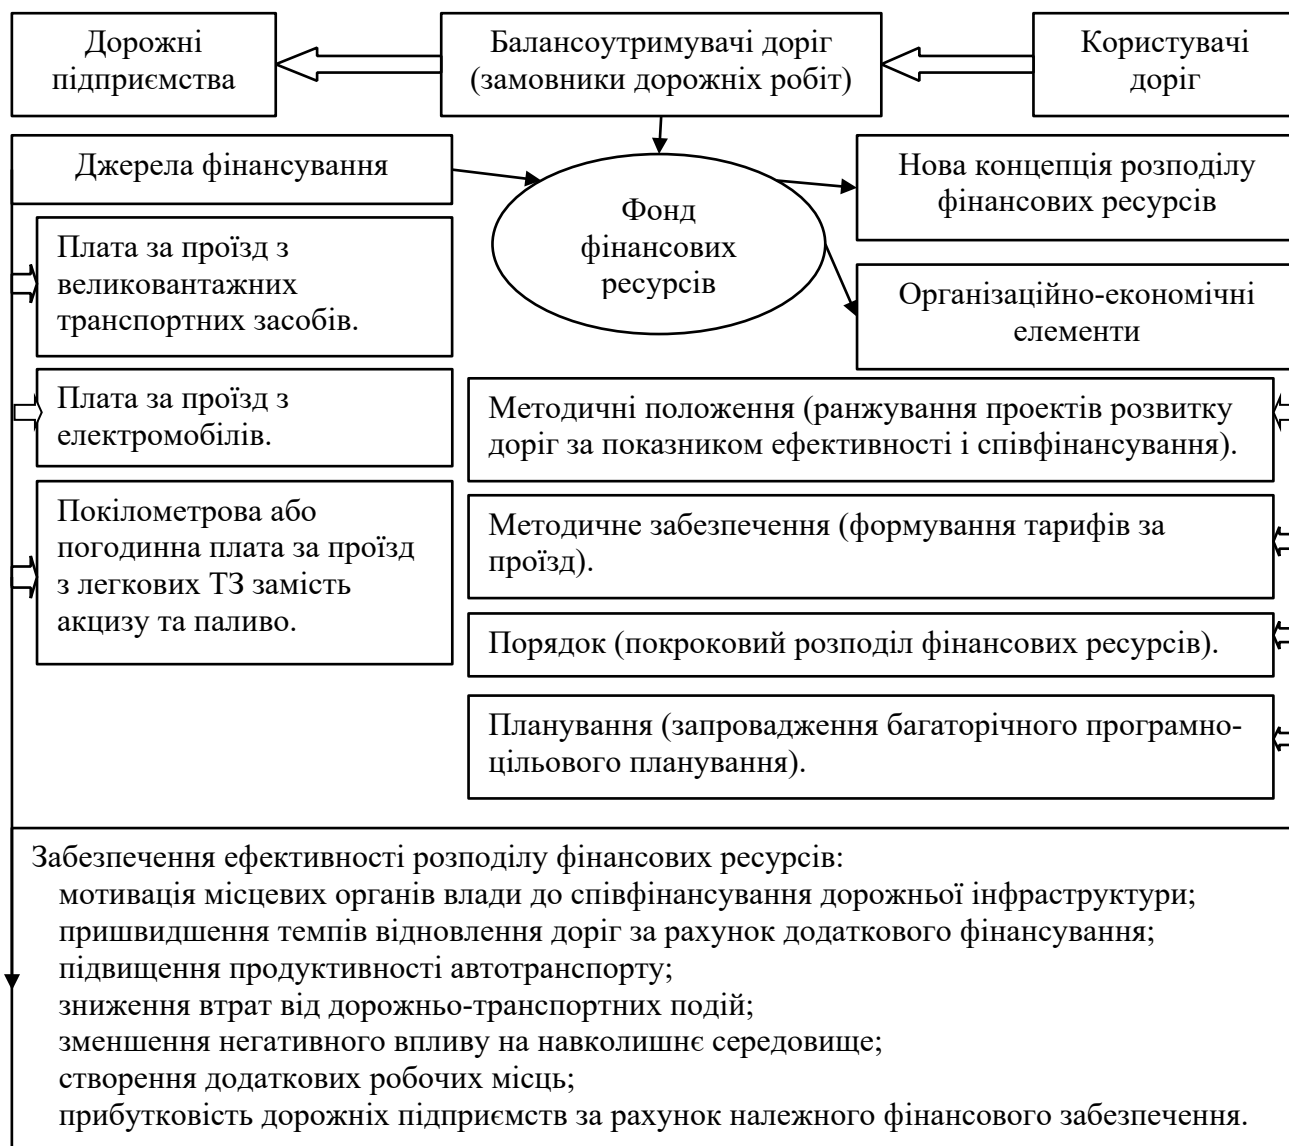 Дорожні
підприємства
Балансоутримувачі доріг
(замовники дорожніх робіт)
Користувачі
доріг
Джерела фінансування
Фонд
фінансових
ресурсів
Нова концепція розподілу
фінансових ресурсів
Організаційно-економічні
елементи
Плата за проїзд з
великовантажних
транспортних засобів.
Плата за проїзд з
електромобілів.
Покілометрова або
погодинна плата за проїзд
з легкових ТЗ замість
акцизу та паливо.
Методичні положення (ранжування проектів розвитку
доріг за показником ефективності і співфінансування).
Методичне забезпечення (формування тарифів за
проїзд).
Порядок (покроковий розподіл фінансових ресурсів).
Планування (запровадження багаторічного програмно-
цільового планування).
Забезпечення ефективності розподілу фінансових ресурсів:
мотивація місцевих органів влади до співфінансування дорожньої інфраструктури;
пришвидшення темпів відновлення доріг за рахунок додаткового фінансування;
підвищення продуктивності автотранспорту;
зниження втрат від дорожньо-транспортних подій;
зменшення негативного впливу на навколишнє середовище;
створення додаткових робочих місць;
прибутковість дорожніх підприємств за рахунок належного фінансового забезпечення.